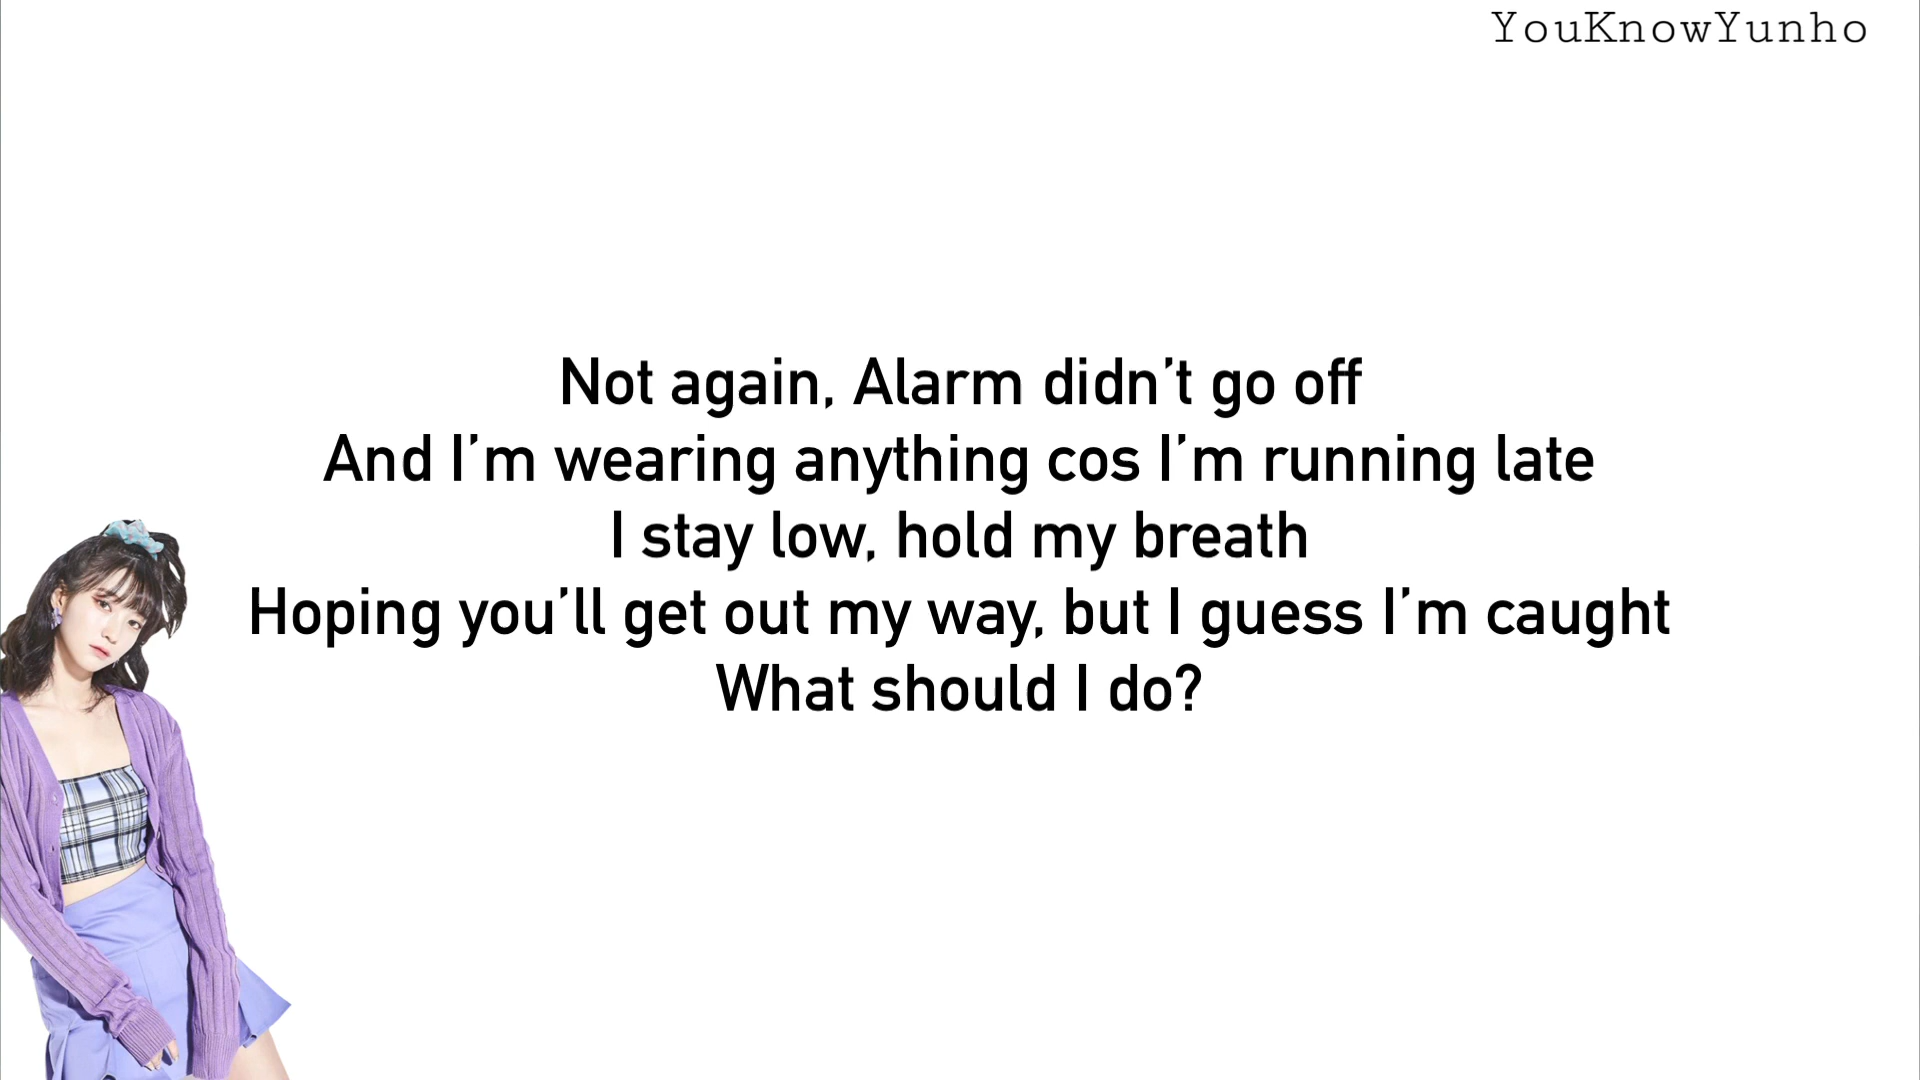 YouKnowYunho
Not again, Alarm didn’t go off
And I’m wearing anything cos I’m running late
I stay low, hold my breath
Hoping you’ll get out my way, but I guess I’m caught
What should I do?